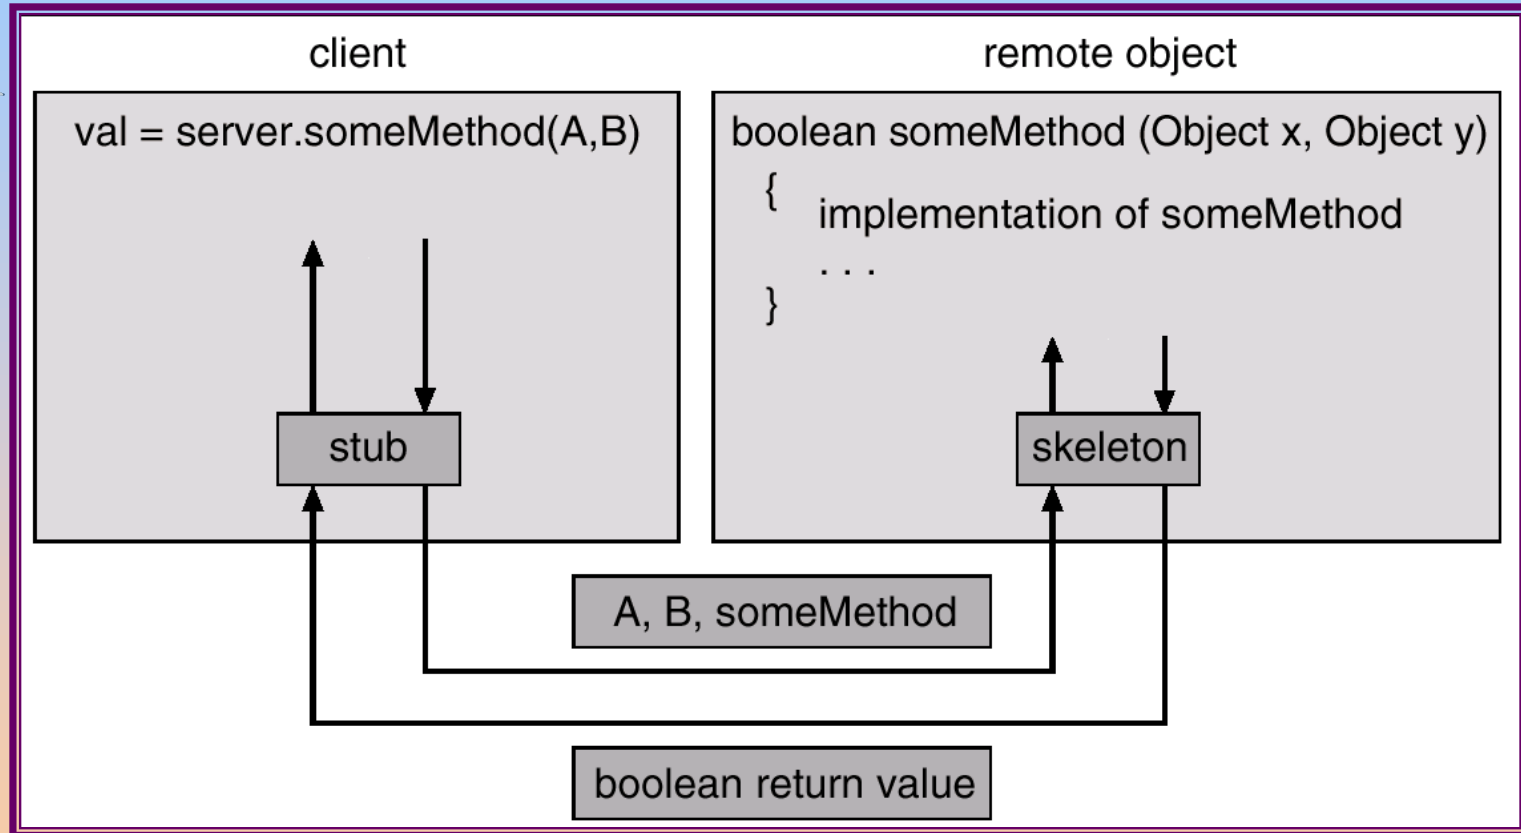 client
val = server.someMethod(A,B)
stub
remote object
boolean someMethod (Object x, Object y)
{
implementation of someMethod
. . .
}
skeleton
A, B, someMethod
boolean return value